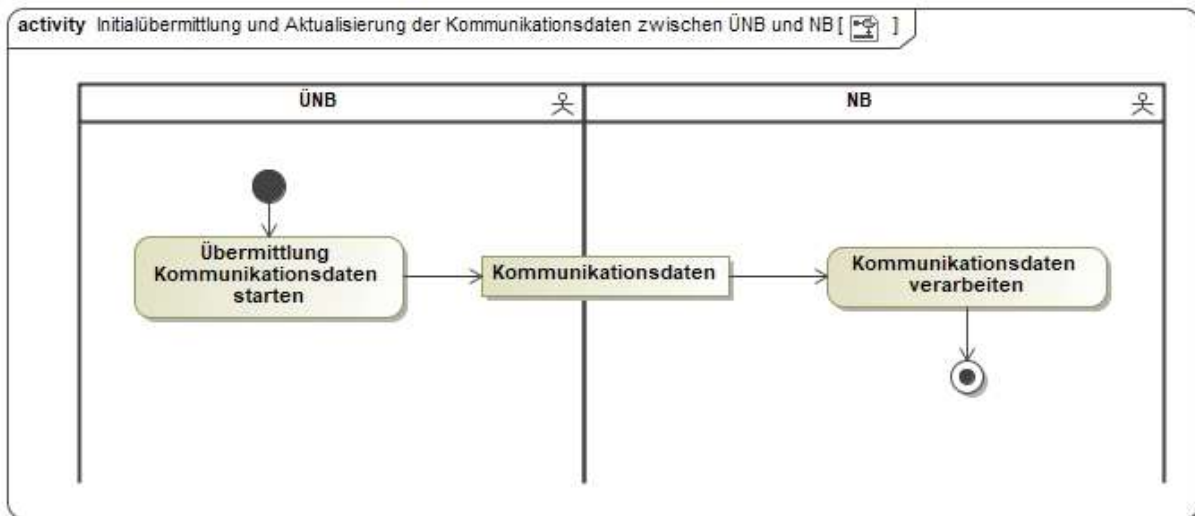 activity Initialübermittlung und Aktualisierung der Kommunikationsdaten zwischen ÜNB und NB [ ]
ÜNB
NB
Übermittlung
Kommunikationsdaten
starten
Kommunikationsdaten
Kommunikationsdaten
verarbeiten